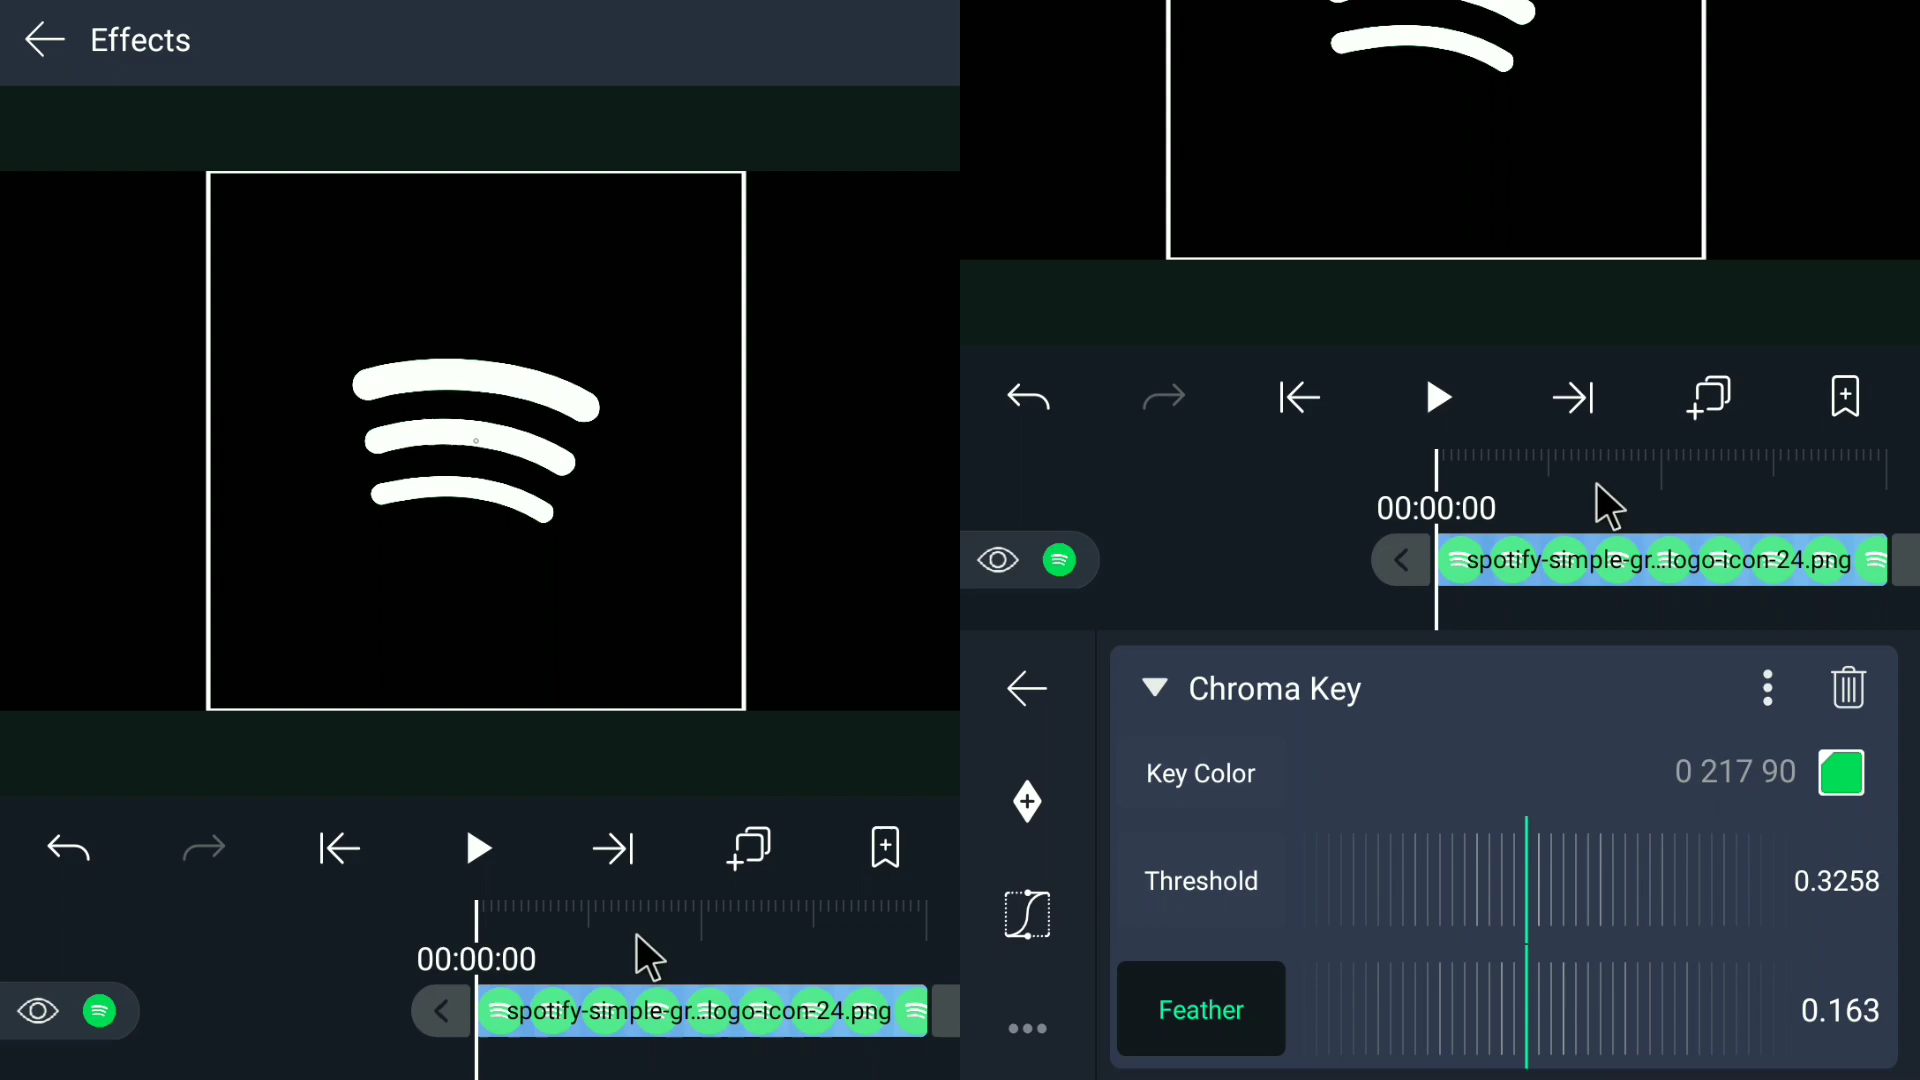 Effects
00:00:00
spotify-simple-gr...logo-icon-24.png
00:00:00
spotify-simple-gr...logo-icon-24.png
Chroma Key
Key Color
0 217 90
Threshold
0.3258
Feather
0.163